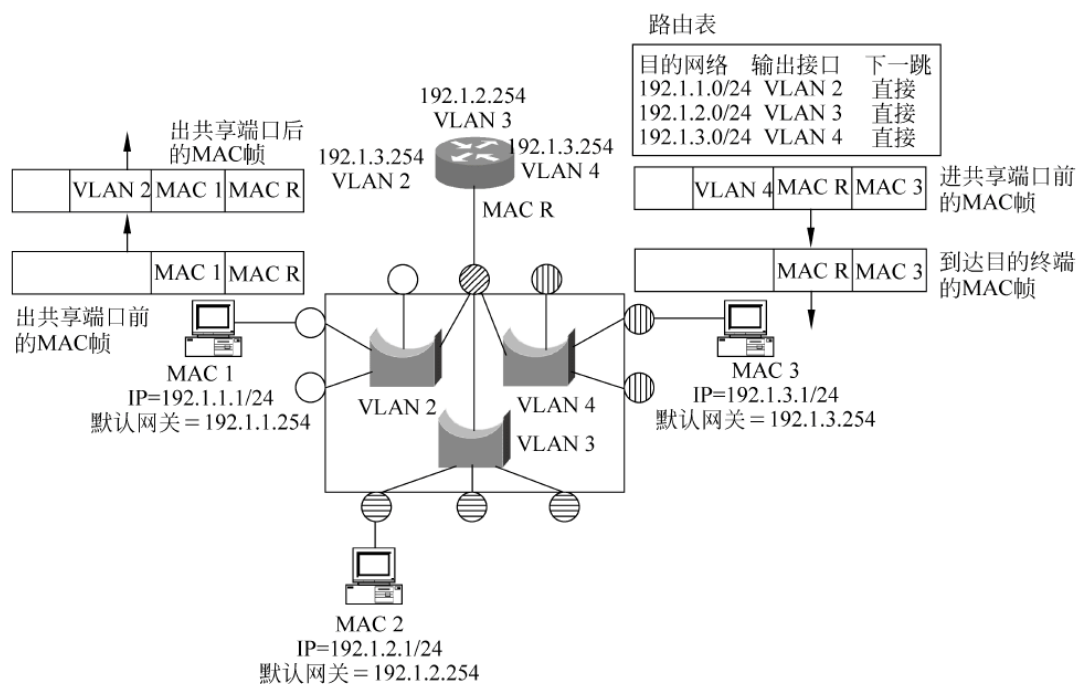 路由表
目的网络 输出接口 下一跳
192.1.1.0/24 VLAN 2 直接
192.1.2.0/24 VLAN 3 直接
192.1.3.0/24 VLAN 4 直接
192.1.2.254
VLAN 3
192.1.3.254
VLAN 2
192.1.3.254
VLAN 4
MAC R
出共享端口后
的MAC帧
VLAN 2 MAC 1 MAC R
MAC 1 MAC R
出共享端口前
的MAC帧
VLAN 4 MAC R MAC 3
进共享端口前
的MAC帧
MAC R MAC 3
到达目的终端
的MAC帧
MAC 1
IP=192.1.1.1/24
默认网关=192.1.1.254
VLAN 2
VLAN 4
VLAN 3
MAC 3
IP=192.1.3.1/24
默认网关=192.1.3.254
MAC 2
IP=192.1.2.1/24
默认网关=192.1.2.254